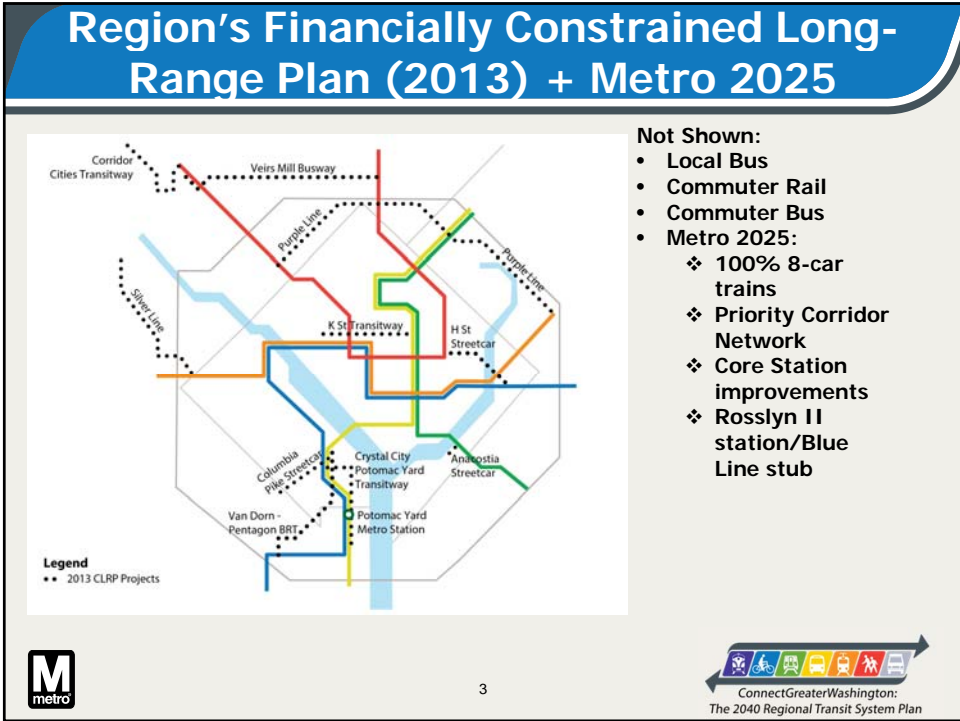 Region's Financially Constrained Long-
Range Plan (2013) + Metro 2025
Corridor
Cities Transitway
Veirs Mill Busway
Purple Line
Purple Line
Silver Line
K St Transitway
H St
Streetcar
Columbia
Pike Streetcar
Crystal City
Potomac Yard
Transitway
Anacostia
Streetcar
Van Dorn -
Pentagon BRT
Potomac Yard
Metro Station
Legend
•• 2013 CLRP Projects
Not Shown:
• Local Bus
• Commuter Rail
• Commuter Bus
• Metro 2025:
❖ 100% 8-car
trains
❖ Priority Corridor
Network
❖ Core Station
improvements
❖ Rosslyn II
station/Blue
Line stub
M
metro
3
ConnectGreaterWashington:
The 2040 Regional Transit System Plan